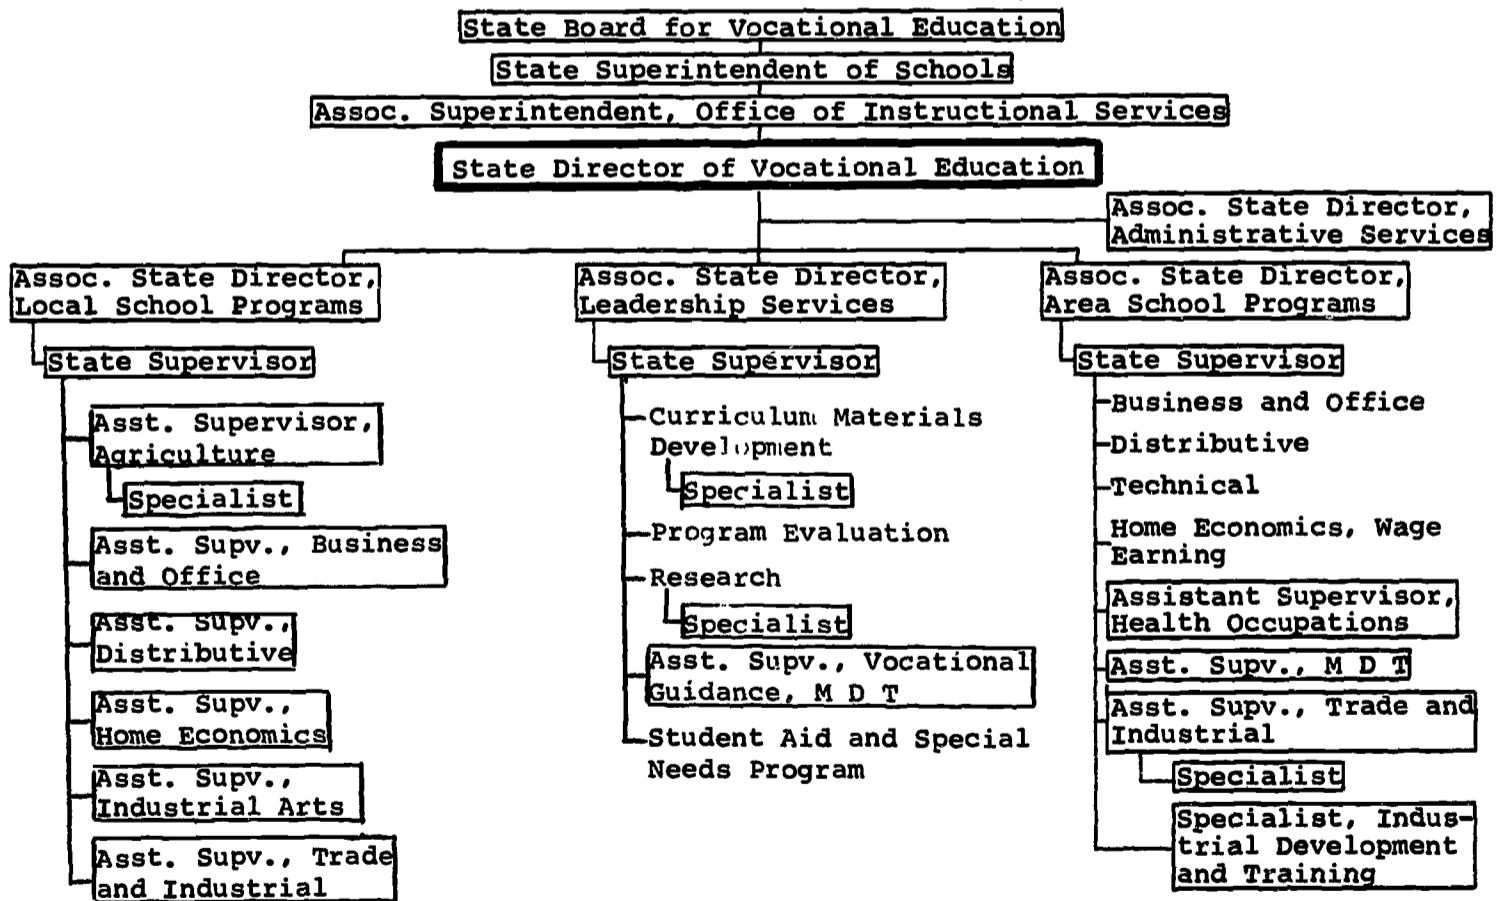 State Board for Vocational Education
State Superintendent of Schools
Assoc. Superintendent, Office of Instructional Services
State Director of Vocational Education
Assoc. State Director,
Administrative Services
Assoc. State Director,
Local School Programs
State Supervisor
Asst. Supervisor,
Agriculture
Specialist
Asst. Supv., Business
and Office
Asst. Supv.,
Distributive
Asst. Supv.,
Home Economics
Asst. Supv.,
Industrial Arts
Asst. Supv., Trade
and Industrial
Assoc. State Director,
Leadership Services
State Supervisor
Curriculum Materials
Development
Specialist
Program Evaluation
Research
Specialist
Asst. Supv., Vocational
Guidance, M D T
Student Aid and Special
Needs Program
Assoc. State Director,
Area School Programs
State Supervisor
Business and Office
Distributive
Technical
Home Economics, Wage
Earning
Assistant Supervisor,
Health Occupations
Asst. Supv., M D T
Asst. Supv., Trade and
Industrial
Specialist
Specialist, Indus-
trial Development
and Training